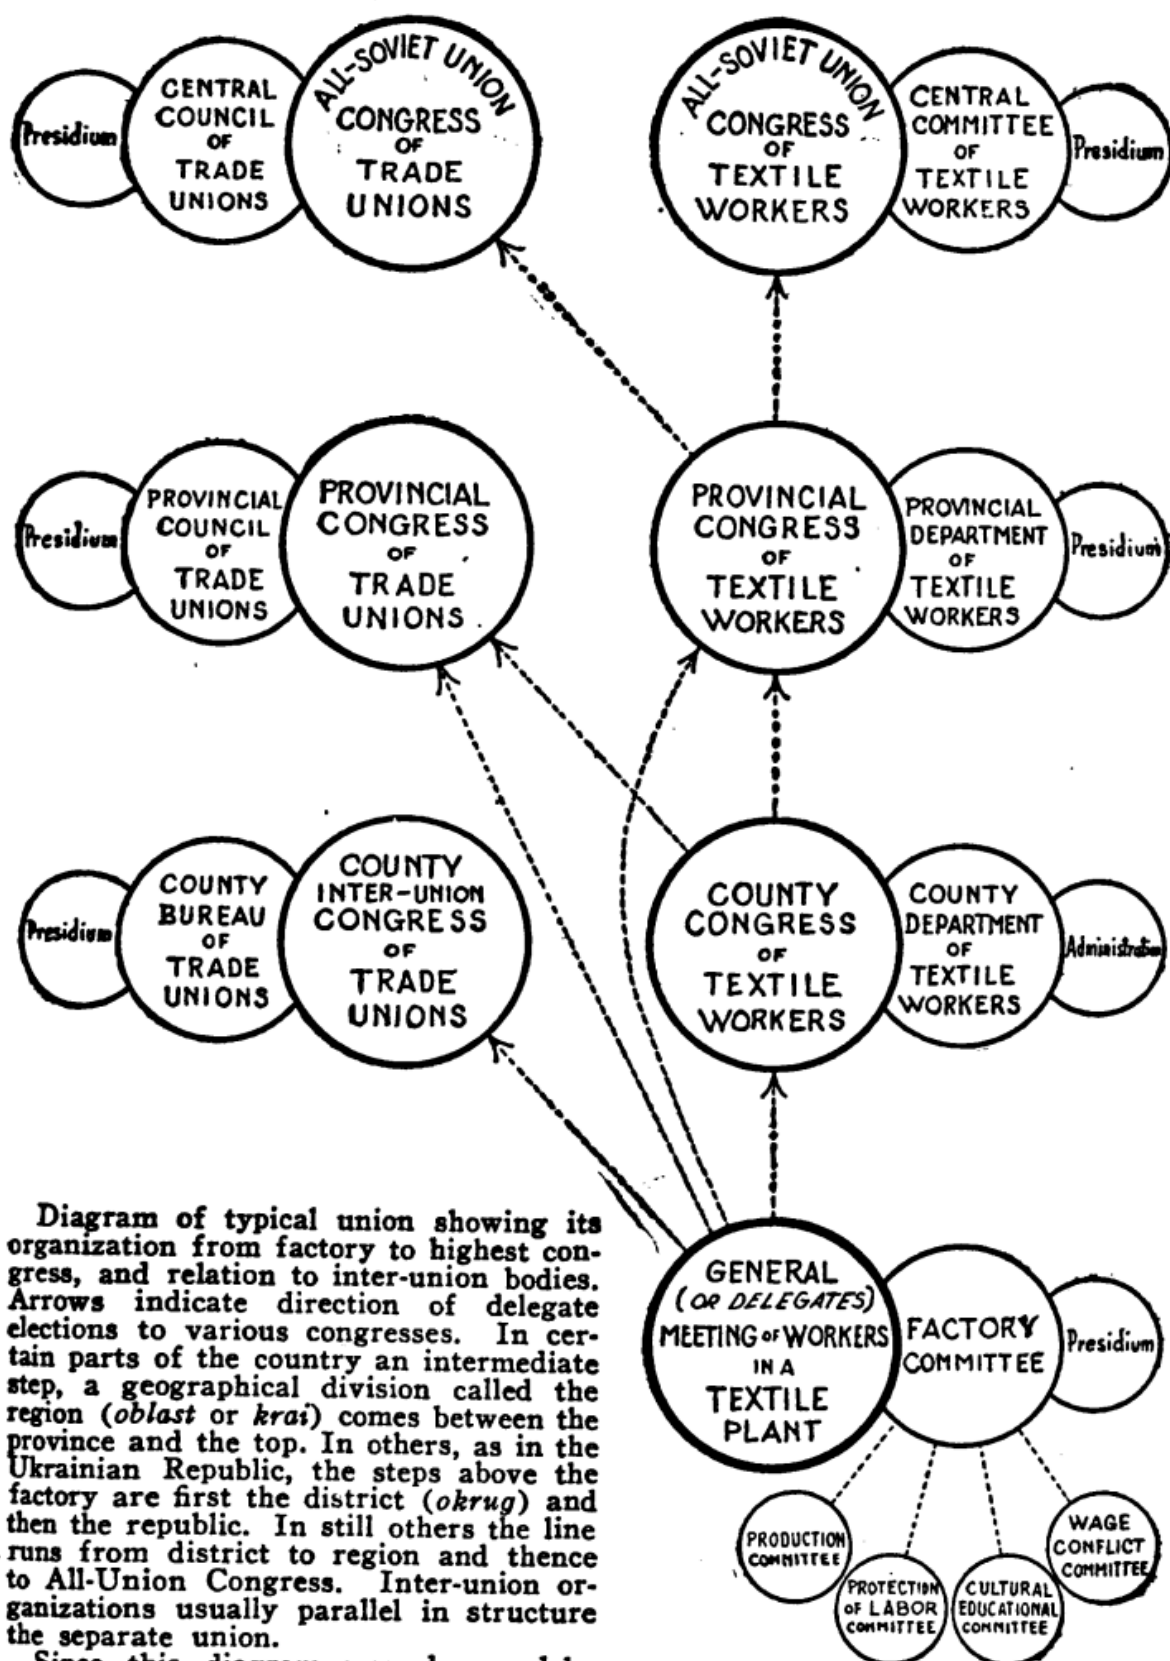 Presidium
CENTRAL
COUNCIL
OF
TRADE
UNIONS
ALL-SOVIET UNION
CONGRESS
OF
TRADE
UNIONS
ALL-SOVIET UNION
CONGRESS
OF
TEXTILE
WORKERS
CENTRAL
COMMITTEE
OF
TEXTILE
WORKERS
Presidium
Presidium
PROVINCIAL
COUNCIL
OF
TRADE
UNIONS
PROVINCIAL
CONGRESS
OF
TRADE
UNIONS
PROVINCIAL
CONGRESS
OF
TEXTILE
WORKERS
PROVINCIAL
DEPARTMENT
OF
TEXTILE
WORKERS
Presidium
Presidium
COUNTY
BUREAU
OF
TRADE
UNIONS
COUNTY
INTER-UNION
CONGRESS
OF
TRADE
UNIONS
COUNTY
CONGRESS
OF
TEXTILE
WORKERS
COUNTY
DEPARTMENT
OF
TEXTILE
WORKERS
Administration
GENERAL
(OR DELEGATES)
MEETING OF WORKERS
IN A
TEXTILE
PLANT
FACTORY
COMMITTEE
Presidium
PRODUCTION
COMMITTEE
PROTECTION
OF LABOR
COMMITTEE
CULTURAL
EDUCATIONAL
COMMITTEE
WAGE
CONFLICT
COMMITTEE
Diagram of typical union showing its
organization from factory to highest con-
gress, and relation to inter-union bodies.
Arrows indicate direction of delegate
elections to various congresses. In cer-
tain parts of the country an intermediate
step, a geographical division called the
region (oblast or krai) comes between the
province and the top. In others, as in the
Ukrainian Republic, the steps above the
factory are first the district (okrug) and
then the republic. In still others the line
runs from district to region and thence
to All-Union Congress. Inter-union or-
ganizations usually parallel in structure
the separate union.
Since this diagram